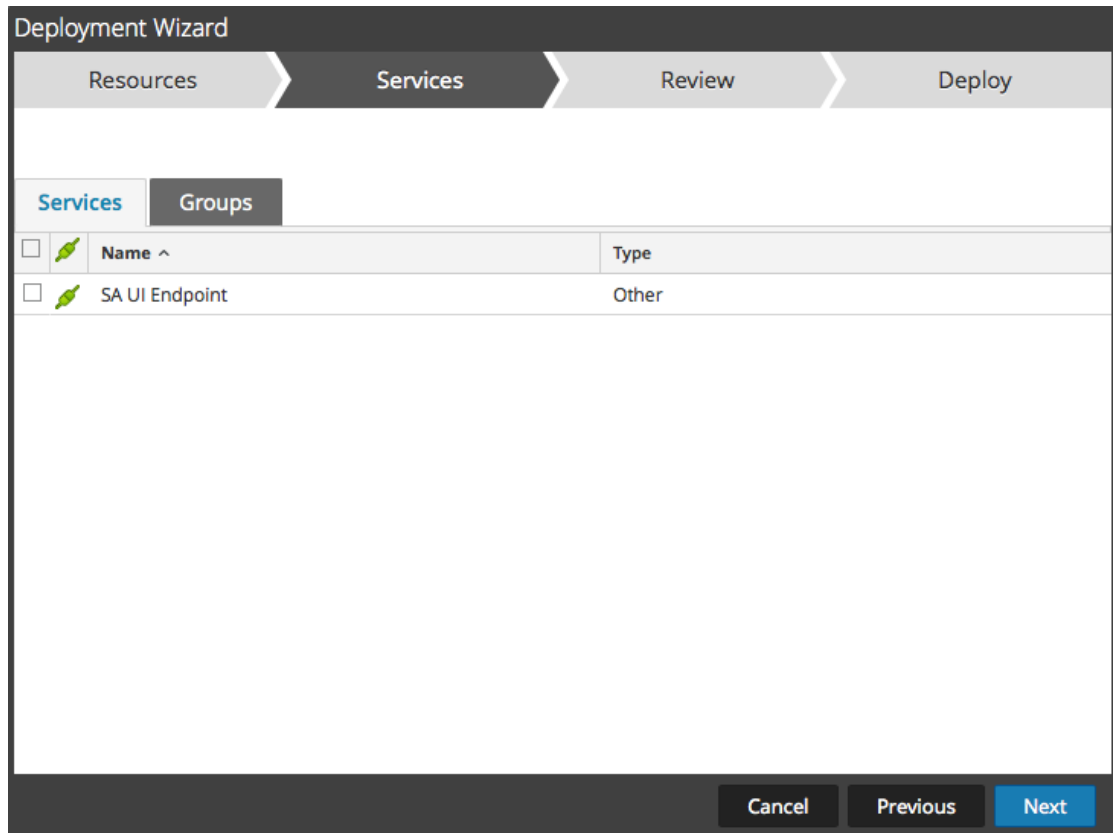 Deployment Wizard
Resources Services Review Deploy
Services Groups
Name Type
SA UI Endpoint Other
Cancel Previous Next